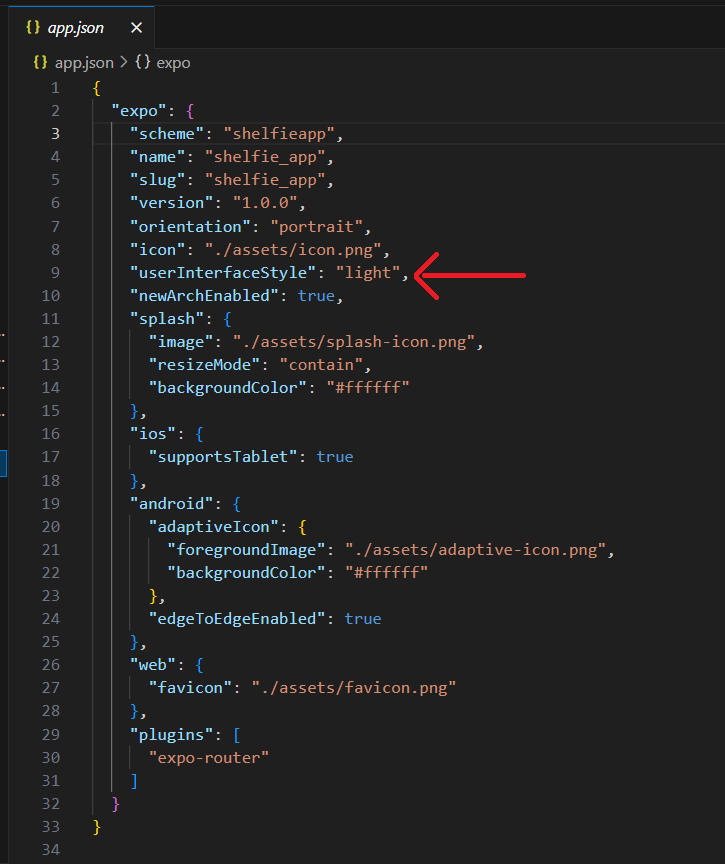 {} app.json ×
{} app.json > {} expo
1 {
2 "expo": {
3 "scheme": "shelfieapp",
4 "name": "shelfie_app",
5 "slug": "shelfie_app",
6 "version": "1.0.0",
7 "orientation": "portrait",
8 "icon": "./assets/icon.png",
9 "userInterfaceStyle": "light",
10 "newArchEnabled": true,
11 "splash": {
12 "image": "./assets/splash-icon.png",
13 "resizeMode": "contain",
14 "backgroundColor": "#ffffff"
15 },
16 "ios": {
17 "supportsTablet": true
18 },
19 "android": {
20 "adaptiveIcon": {
21 "foregroundImage": "./assets/adaptive-icon.png",
22 "backgroundColor": "#ffffff"
23 },
24 "edgeToEdgeEnabled": true
25 },
26 "web": {
27 "favicon": "./assets/favicon.png"
28 },
29 "plugins": [
30 "expo-router"
31 ]
32 }
33 }
34